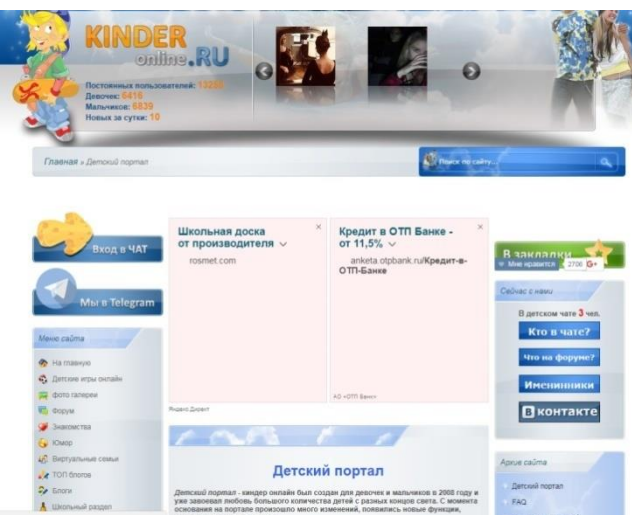 KINDER
online.RU
Постоянных пользователей: 13255
Девочек: 6416
Мальчиков: 6839
Новых за сутки: 10
Главная » Детский портал
Поиск по сайту...
Вход в ЧАТ
Мы в Telegram
Меню сайта
На главную
Детские игры онлайн
фото галереи
Форум
Знакомства
Юмор
Виртуальные семьи
ТОП блогов
Блоги
Школьный раздел
Школьная доска
от производителя
rosmet.com
Кредит в ОТП Банке -
от 11,5%
anketa.otpbank.ru/Кредит-в-
ОТП-Банке
АО «ОТП Банк»
Яндекс.Директ
Детский портал
Детский портал - киндер онлайн был создан для девочек и мальчиков в 2008 году и
уже завоевал любовь большого количества детей с разных концов света. С момента
основания на портале произошло много изменений, появились новые функции,
В закладки
Мне нравится 2708 G+
Сейчас с нами
В детском чате 3 чел.
Кто в чате?
Что на форуме?
Именинники
В контакте
Архив сайта
Детский портал
FAQ